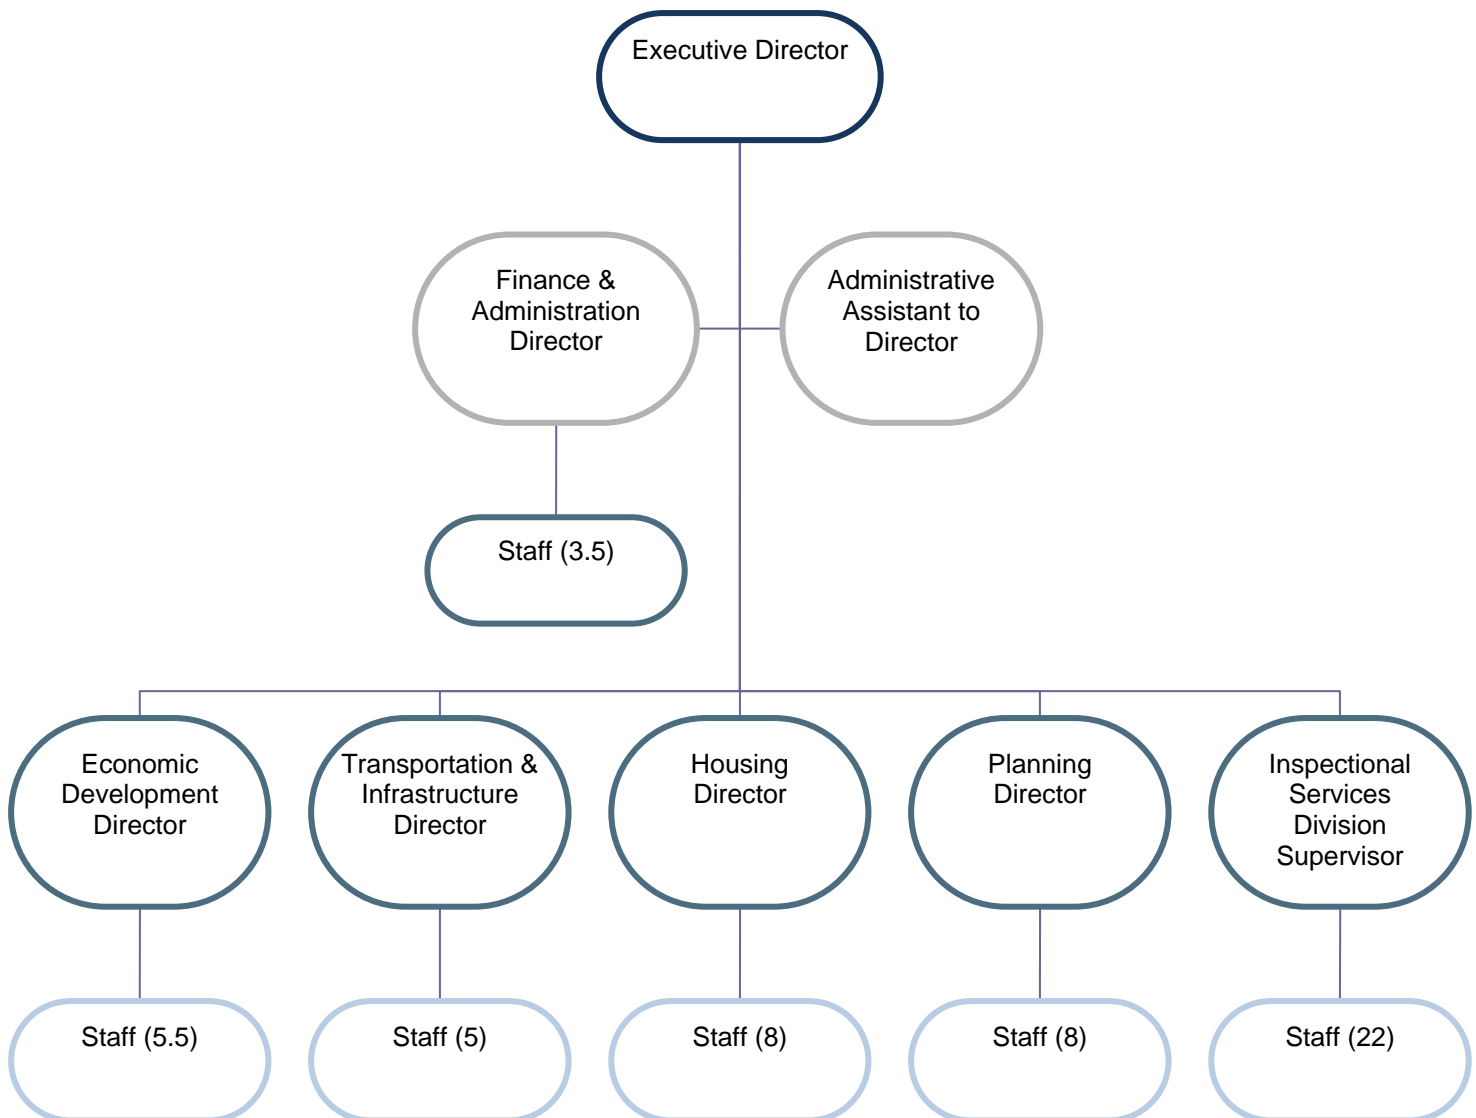 Executive Director
Finance &
Administration
Director
Administrative
Assistant to
Director
Staff (3.5)
Economic
Development
Director
Transportation &
Infrastructure
Director
Housing
Director
Planning
Director
Inspectional
Services
Division
Supervisor
Staff (5.5)
Staff (5)
Staff (8)
Staff (8)
Staff (22)